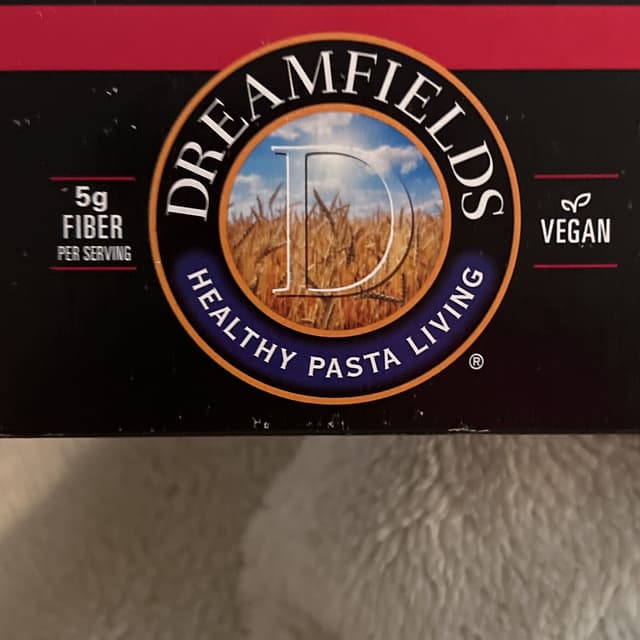 DREAMFIELDS
D
HEALTHY PASTA LIVING
®
5g
FIBER
PER SERVING
VEGAN